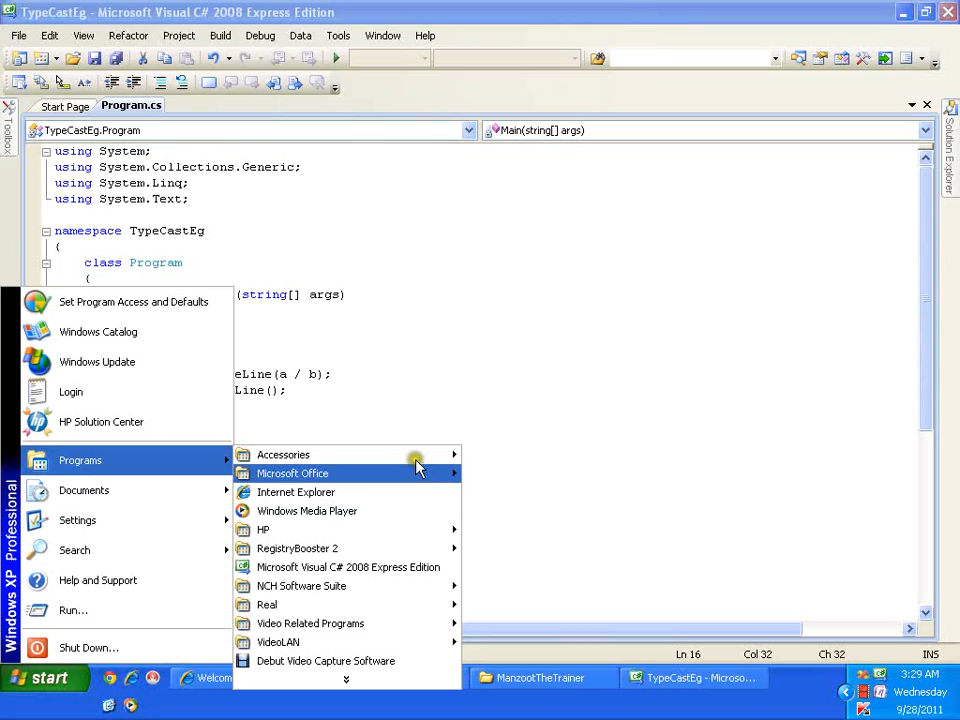 TypeCastEg - Microsoft Visual C# 2008 Express Edition
File Edit View Refactor Project Build Debug Data Tools Window Help
Start Page Program.cs
TypeCastEg.Program Main(string[] args)
Toolbox
Solution Explorer
using System;
using System.Collections.Generic;
using System.Linq;
using System.Text;
namespace TypeCastEg
{
class Program
{
(string[] args)
eLine(a / b);
Line();
Windows XP Professional
Set Program Access and Defaults
Windows Catalog
Windows Update
Login
HP Solution Center
Programs
Documents
Settings
Search
Help and Support
Run...
Shut Down...
Accessories
Microsoft Office
Internet Explorer
Windows Media Player
HP
RegistryBooster 2
Microsoft Visual C# 2008 Express Edition
NCH Software Suite
Real
Video Related Programs
VideoLAN
Debut Video Capture Software
Ln 16 Col 32 Ch 32 INS
start Welcom ManzootTheTrainer TypeCastEg - Microso...
3:29 AM
Wednesday
9/28/2011